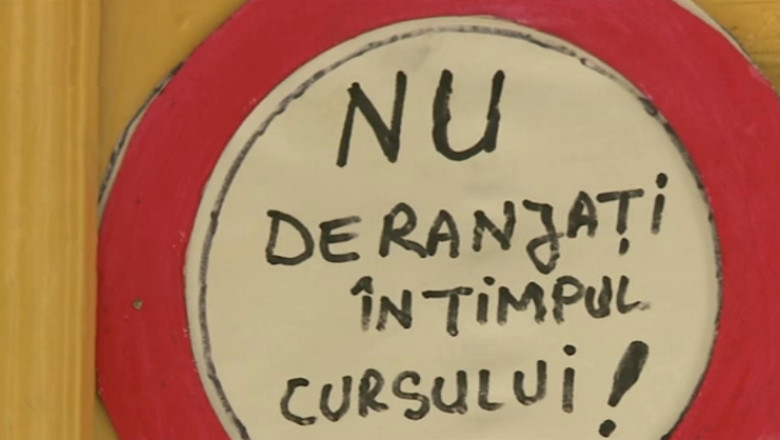 NU
DERANJAȚi
ÎN TiMPUL
CURSULUi!